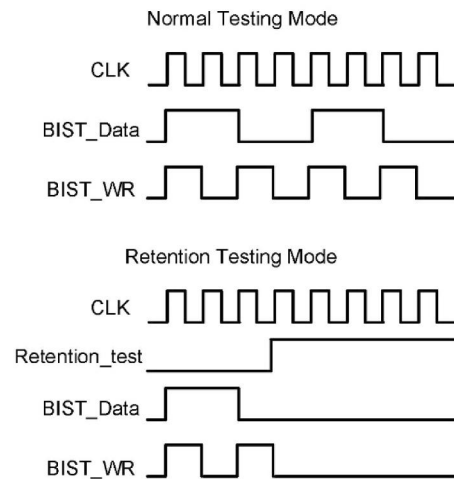 Normal Testing Mode
CLK
BIST_Data
BIST_WR
Retention Testing Mode
CLK
Retention_test
BIST_Data
BIST_WR